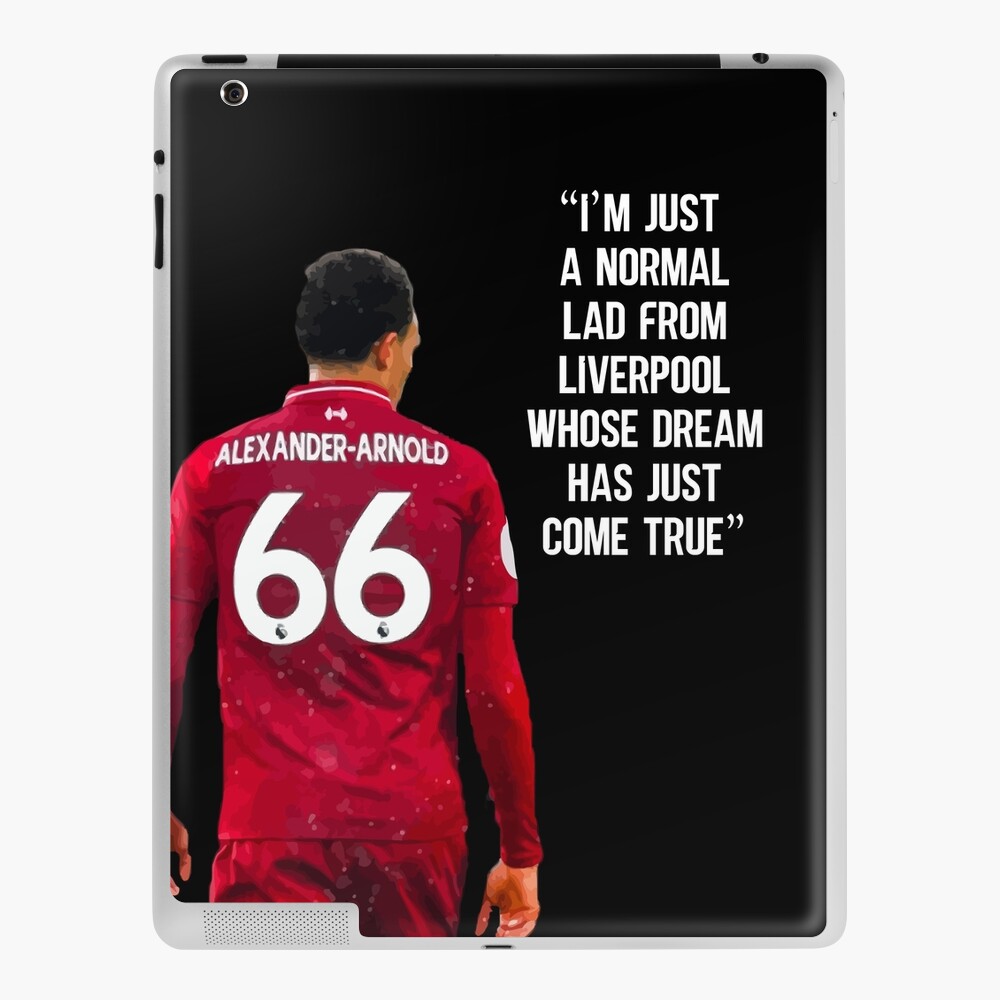 ALEXANDER-ARNOLD
66
“I’M JUST
A NORMAL
LAD FROM
LIVERPOOL
WHOSE DREAM
HAS JUST
COME TRUE”